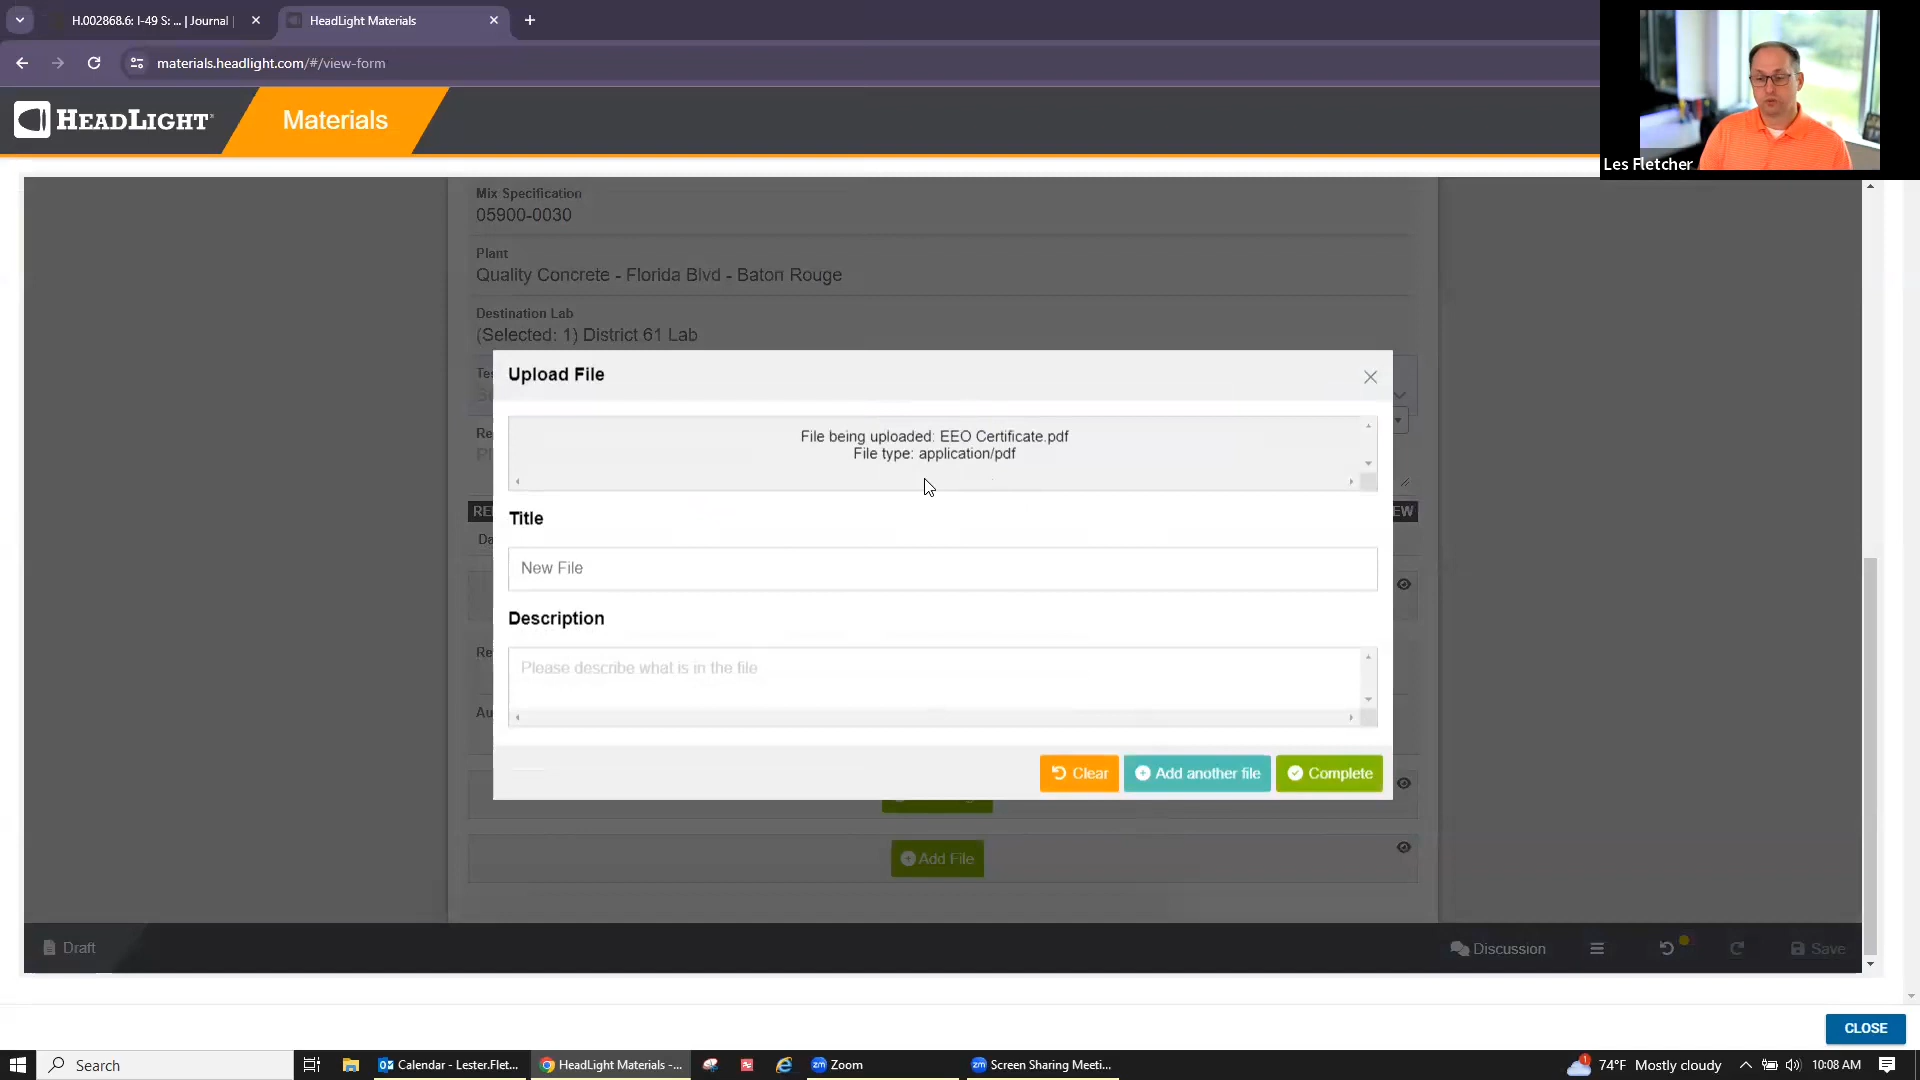 H.002868.6: I-49 S: ... | Journal
HeadLight Materials
materials.headlight.com/#/view-form
HEADLIGHT
Materials
Les Fletcher
Mix Specification
05900-0030
Plant
Quality Concrete - Florida Blvd - Baton Rouge
Destination Lab
(Selected: 1) District 61 Lab
Upload File
File being uploaded: EEO Certificate.pdf
File type: application/pdf
Title
New File
Description
Please describe what is in the file
Clear
Add another file
Complete
Add File
Draft
Discussion
Save
CLOSE
Search
Calendar - Lester.Flet...
HeadLight Materials -...
Zoom
Screen Sharing Meeti...
1
74°F Mostly cloudy
10:08 AM